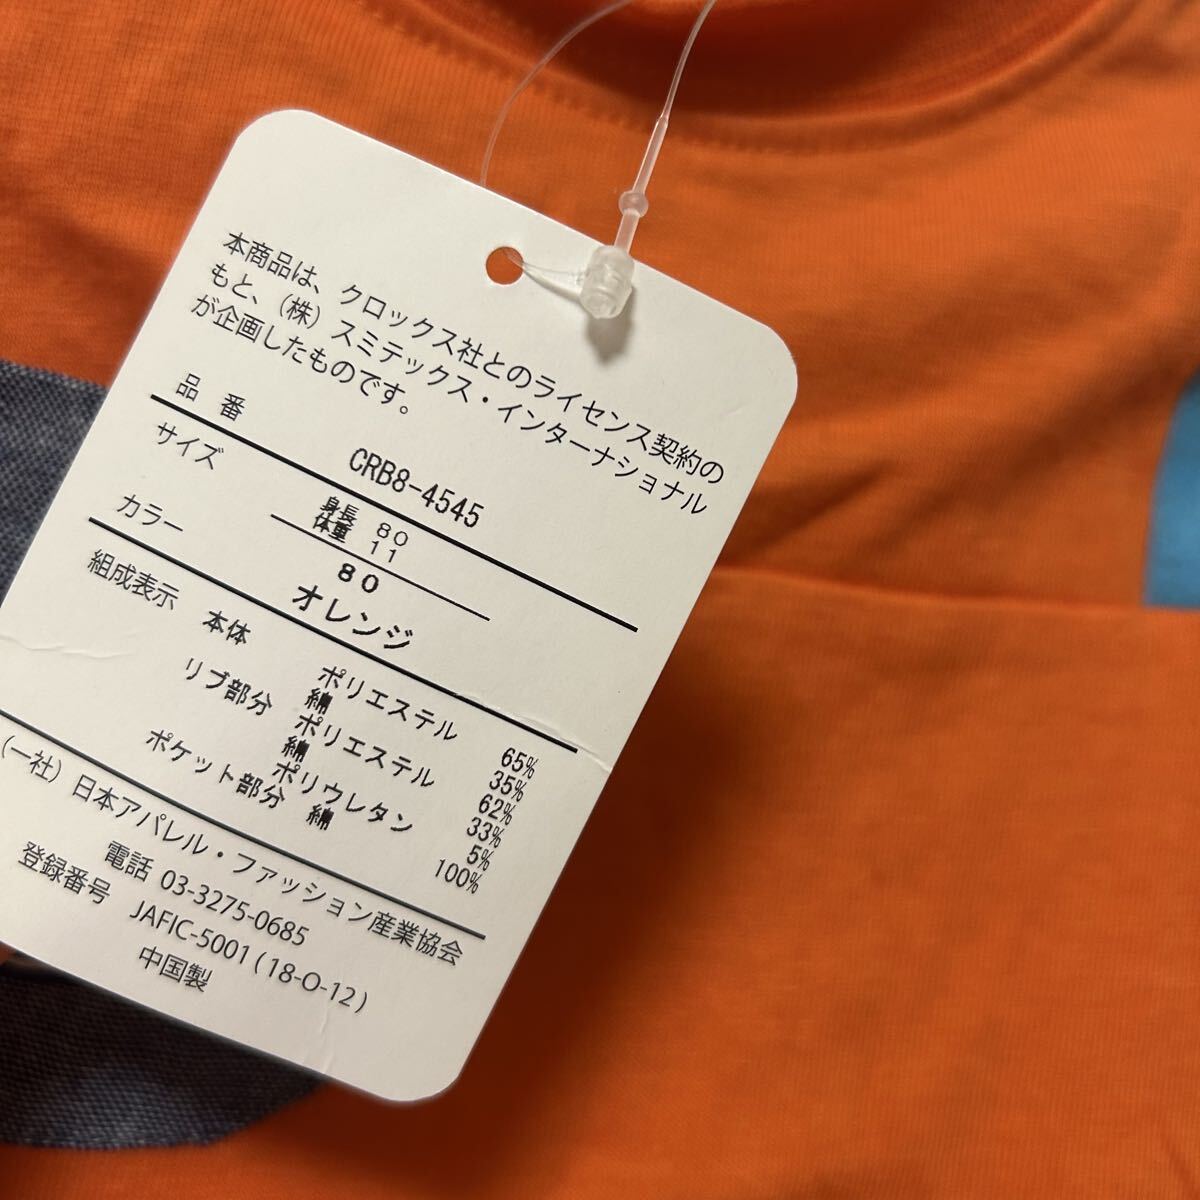 本商品は、クロックス社とのライセンス契約の
もと、(株)スミテックス・インターナショナル
が企画したものです。
品 番 CRB8-4545
サイズ 身長 80
体重 11
80
カラー オレンジ
組成表示 本体 ポリエステル 65%
綿 35%
リブ部分 ポリエステル 62%
綿 33%
ポリウレタン 5%
ポケット部分 綿 100%
(一社)日本アパレル・ファッション産業協会
電話 03-3275-0685
登録番号 JAFIC-5001(18-O-12)
中国製